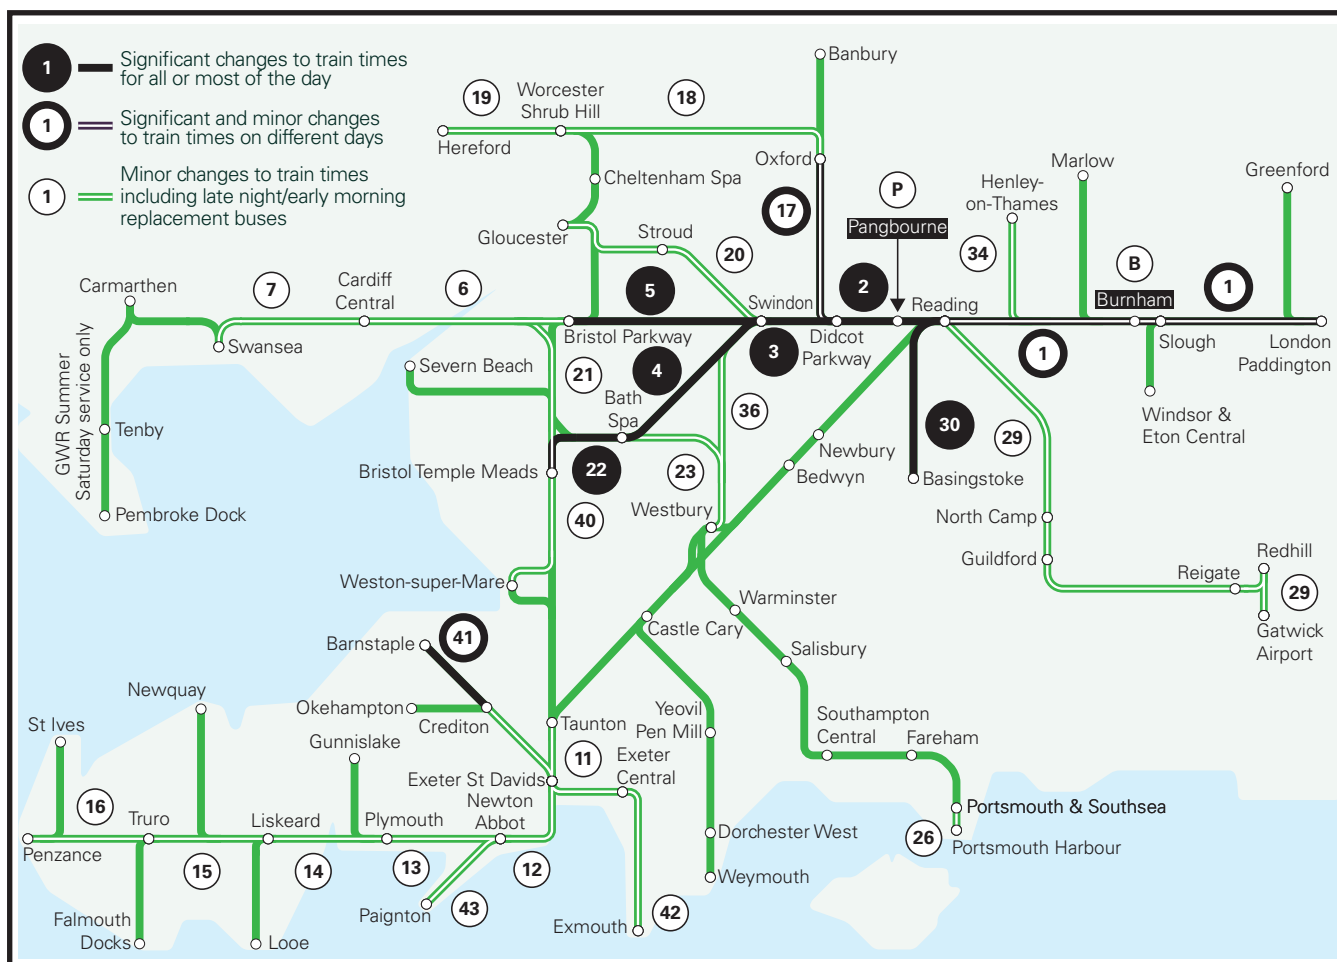 1
Significant changes to train times
for all or most of the day
1
Significant and minor changes
to train times on different days
1
Minor changes to train times
including late night/early morning
replacement buses
Banbury
19
Worcester
Shrub Hill
18
Hereford
Oxford
Marlow
Greenford
Cheltenham Spa
P
Henley-
on-Thames
17
Pangbourne
Gloucester
Stroud
20
34
B
Carmarthen
7
Cardiff
Central
6
5
Swindon
2
Reading
Burnham
1
Swansea
Bristol Parkway
3
Didcot
Parkway
1
Slough
London
Paddington
Severn Beach
21
4
GWR Summer
Saturday service only
Tenby
Bath
Spa
36
Newbury
30
29
Windsor &
Eton Central
Bristol Temple Meads
22
23
Bedwyn
Basingstoke
Pembroke Dock
40
Westbury
North Camp
Guildford
Redhill
Reigate
29
Weston-super-Mare
Warminster
Gatwick
Airport
Castle Cary
Barnstaple
41
Salisbury
Newquay
Okehampton
Crediton
Yeovil
Pen Mill
Southampton
Central
Fareham
St Ives
Gunnislake
Taunton
11
Exeter
Central
Exeter St Davids
16
Truro
Liskeard
Plymouth
Newton
Abbot
Portsmouth & Southsea
Penzance
Dorchester West
26
Portsmouth Harbour
15
14
13
12
Weymouth
Falmouth
Docks
Looe
Paignton
43
Exmouth
42